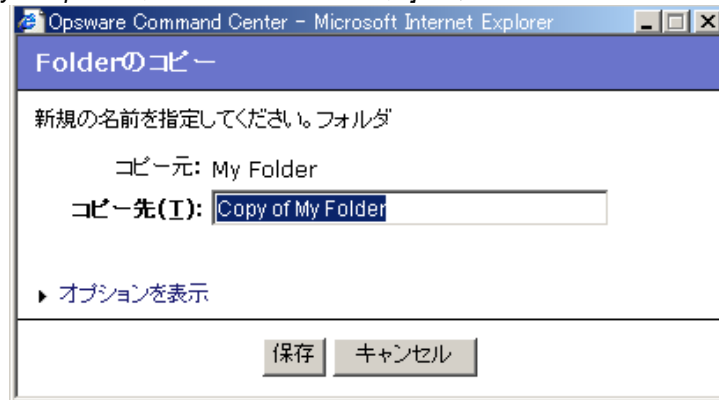 Opsware Command Center - Microsoft Internet Explorer
Folderのコピー
新規の名前を指定してください。フォルダ
コピー元: My Folder
コピー先(T): Copy of My Folder
オプションを表示
保存 キャンセル